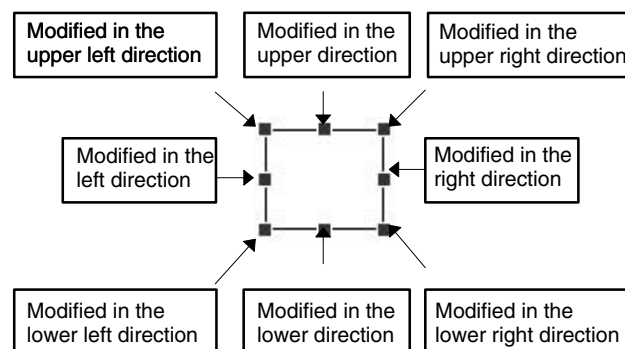 Modified in the
upper left direction
Modified in the
upper direction
Modified in the
upper right direction
Modified in the
left direction
Modified in the
right direction
Modified in the
lower left direction
Modified in the
lower direction
Modified in the
lower right direction